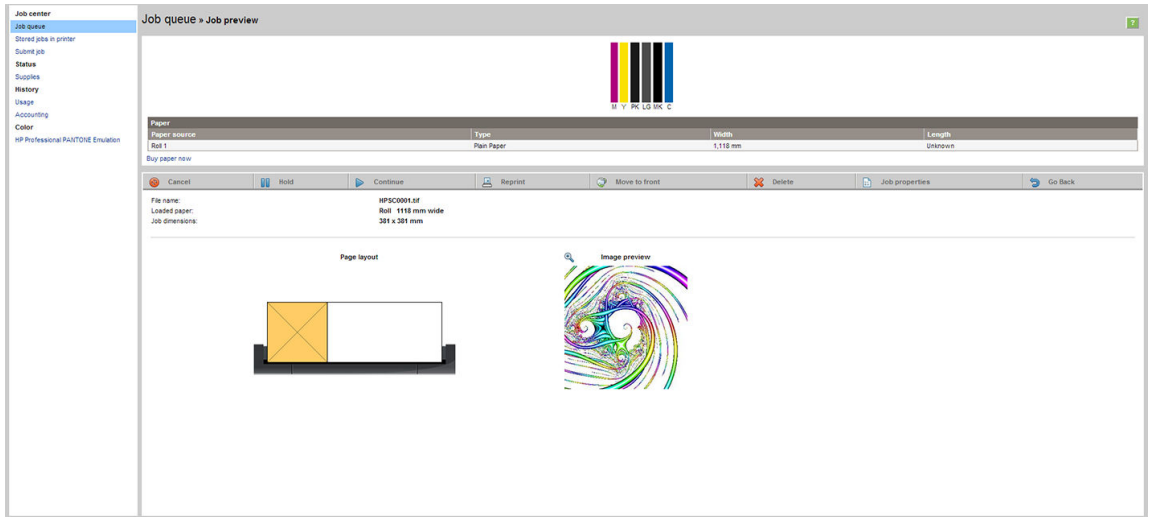 Job center
Job queue
Stored jobs in printer
Submit job
Status
Supplies
History
Usage
Accounting
Color
HP Professional PANTONE Emulation
Job queue » Job preview
?
M Y PK LG MK C
Paper
Paper source Type Width Length
Roll 1 Plain Paper 1,118 mm Unknown
Buy paper now
Cancel Hold Continue Reprint Move to front Delete Job properties Go Back
File name: HPSC0001.tif
Loaded paper: Roll 1118 mm wide
Job dimensions: 381 x 381 mm
Page layout Image preview